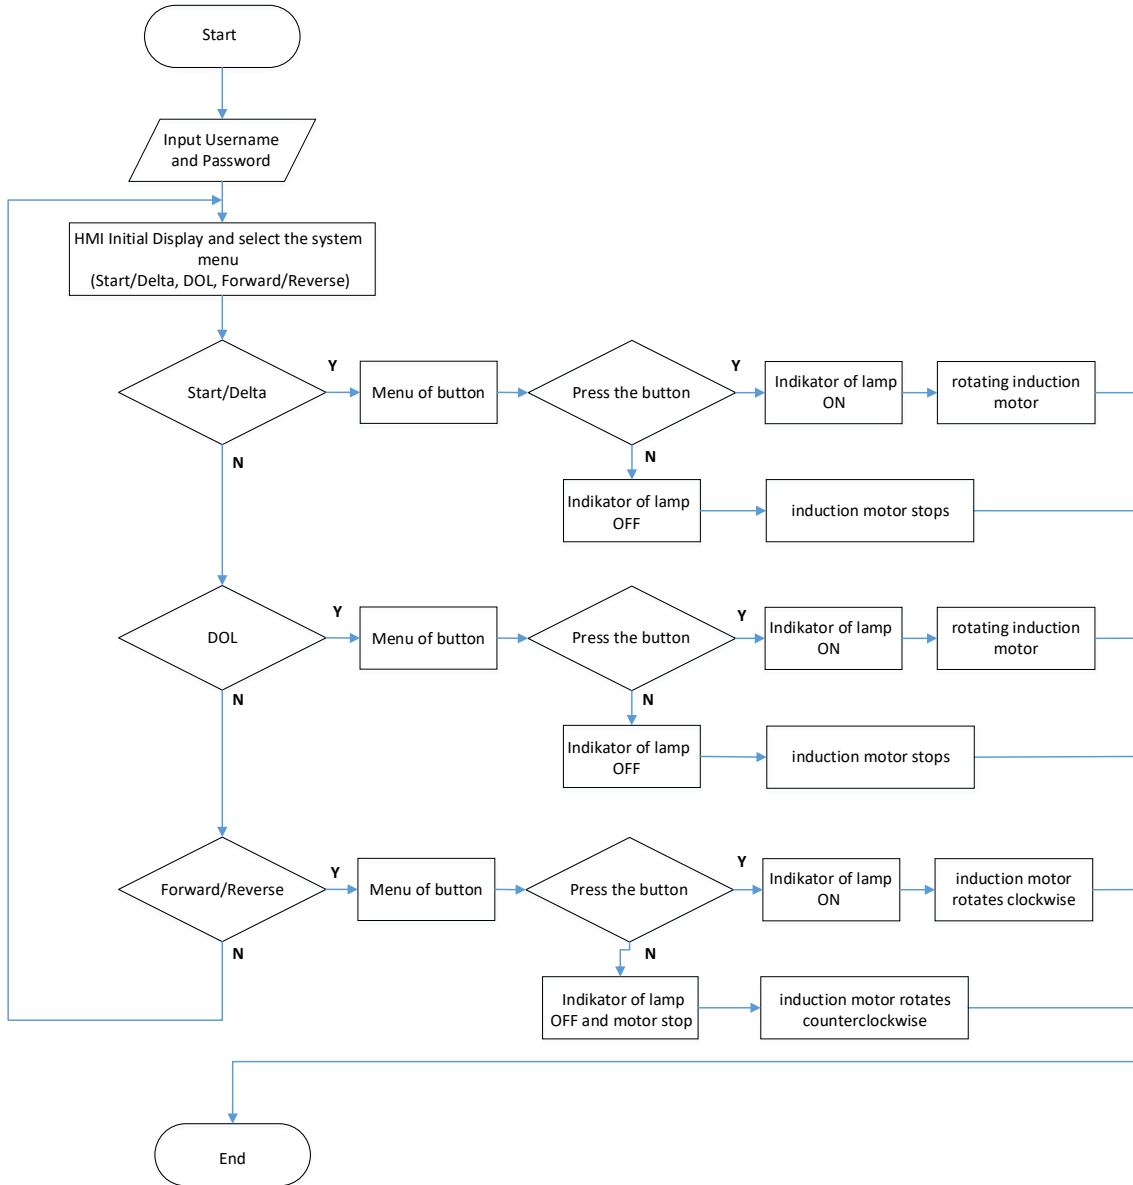 Start
Input Username
and Password
HMI Initial Display and select the system
menu
(Start/Delta, DOL, Forward/Reverse)
Start/Delta
Y
Menu of button
Press the button
Y
Indikator of lamp
ON
rotating induction
motor
N
N
Indikator of lamp
OFF
induction motor stops
DOL
Y
Menu of button
Press the button
Y
Indikator of lamp
ON
rotating induction
motor
N
N
Indikator of lamp
OFF
induction motor stops
Forward/Reverse
Y
Menu of button
Press the button
Y
Indikator of lamp
ON
induction motor
rotates clockwise
N
N
Indikator of lamp
OFF and motor stop
induction motor rotates
counterclockwise
End